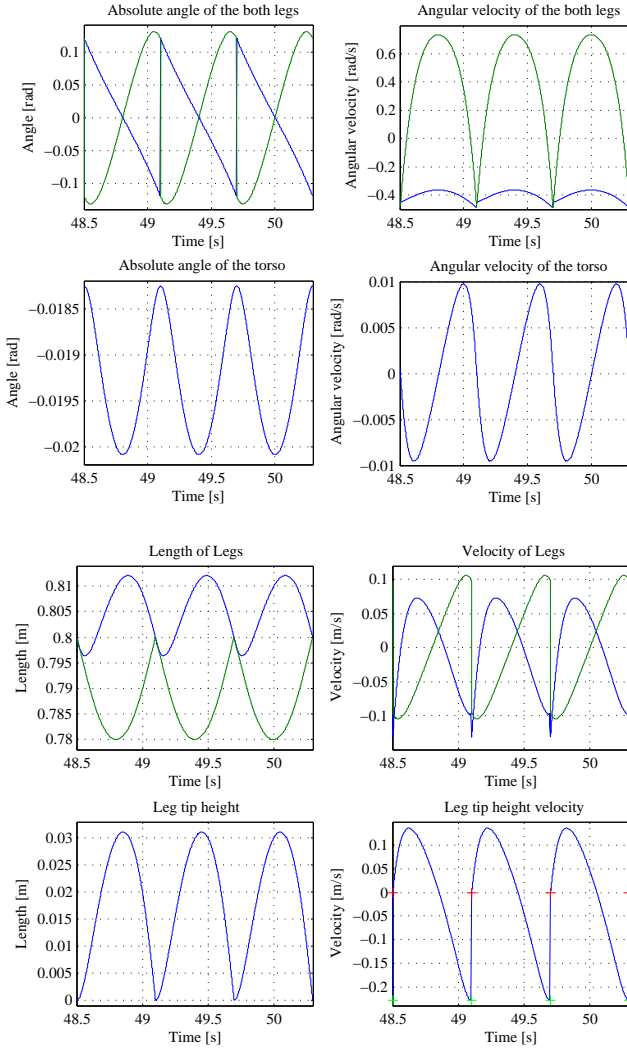 Absolute angle of the both legs
Angle [rad]
0.1
0.05
0
−0.05
−0.1
48.5 49 49.5 50
Time [s]
Angular velocity of the both legs
Angular velocity [rad/s]
0.6
0.4
0.2
0
−0.2
−0.4
48.5 49 49.5 50
Time [s]
Absolute angle of the torso
Angle [rad]
−0.0185
−0.019
−0.0195
−0.02
48.5 49 49.5 50
Time [s]
Angular velocity of the torso
Angular velocity [rad/s]
0.01
0.005
0
−0.005
−0.01
48.5 49 49.5 50
Time [s]
Length of Legs
Length [m]
0.81
0.805
0.8
0.795
0.79
0.785
0.78
48.5 49 49.5 50
Time [s]
Velocity of Legs
Velocity [m/s]
0.1
0.05
0
−0.05
−0.1
48.5 49 49.5 50
Time [s]
Leg tip height
Length [m]
0.03
0.025
0.02
0.015
0.01
0.005
0
48.5 49 49.5 50
Time [s]
Leg tip height velocity
Velocity [m/s]
0.1
0.05
0
−0.05
−0.1
−0.15
−0.2
48.5 49 49.5 50
Time [s]